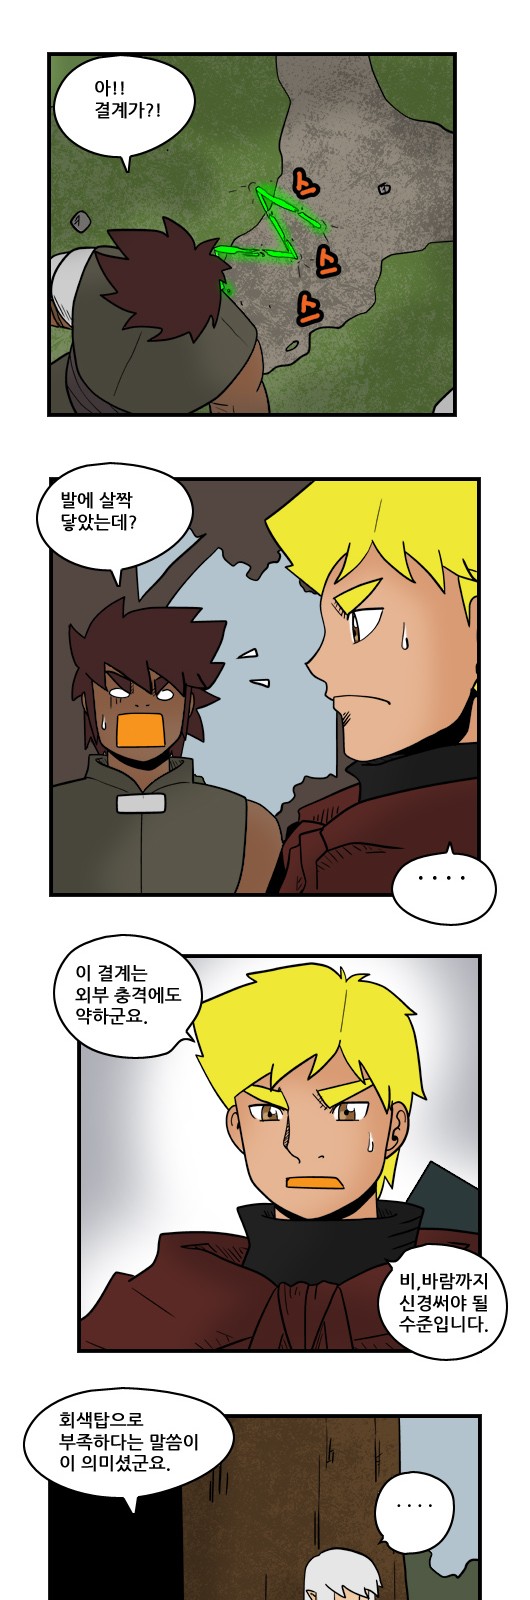 아!!
결계가?!
스
스
스
발에 살짝
닿았는데?
....
이 결계는
외부 충격에도
약하군요.
비,바람까지
신경써야 될
수준입니다.
회색탑으로
부족하다는 말씀이
이 의미셨군요.
....